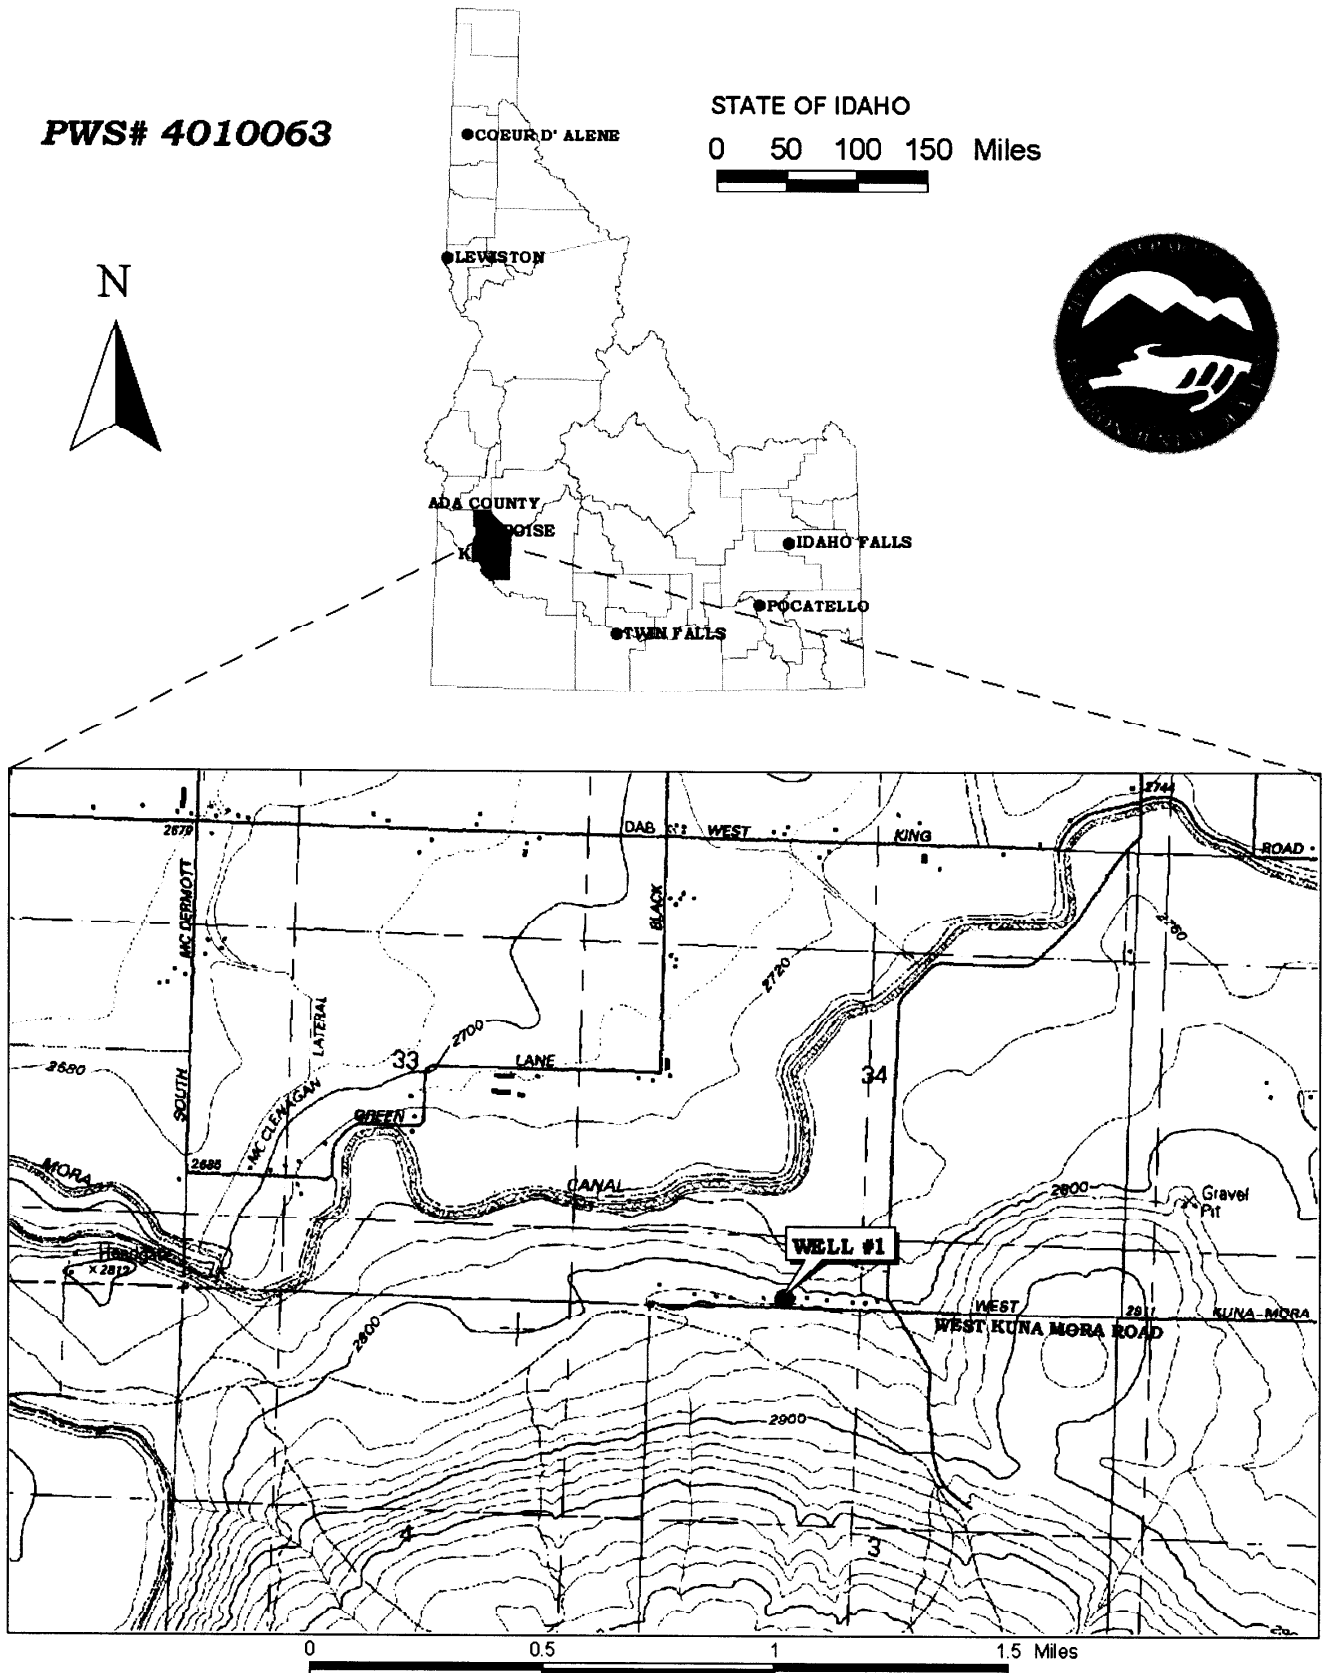 PWS# 4010063
STATE OF IDAHO
0 50 100 150 Miles
N
COEUR D' ALENE
LEWISTON
ADA COUNTY
K
IDAHO FALLS
POCATELLO
TWIN FALLS
2744
2679
DAB
WEST
KING
ROAD
MC DERMOTT
BLACK
2760
2720
2700
LATERAL
33
LANE
34
2680
SOUTH
MC CLENAGAN
GREEN
2685
MORA
CANAL
2800
Gravel
Pit
WELL #1
×2812
WEST
KUNA-MORA
WEST KUNA MORA ROAD
2800
2900
4
3
0 0.5 1 1.5 Miles